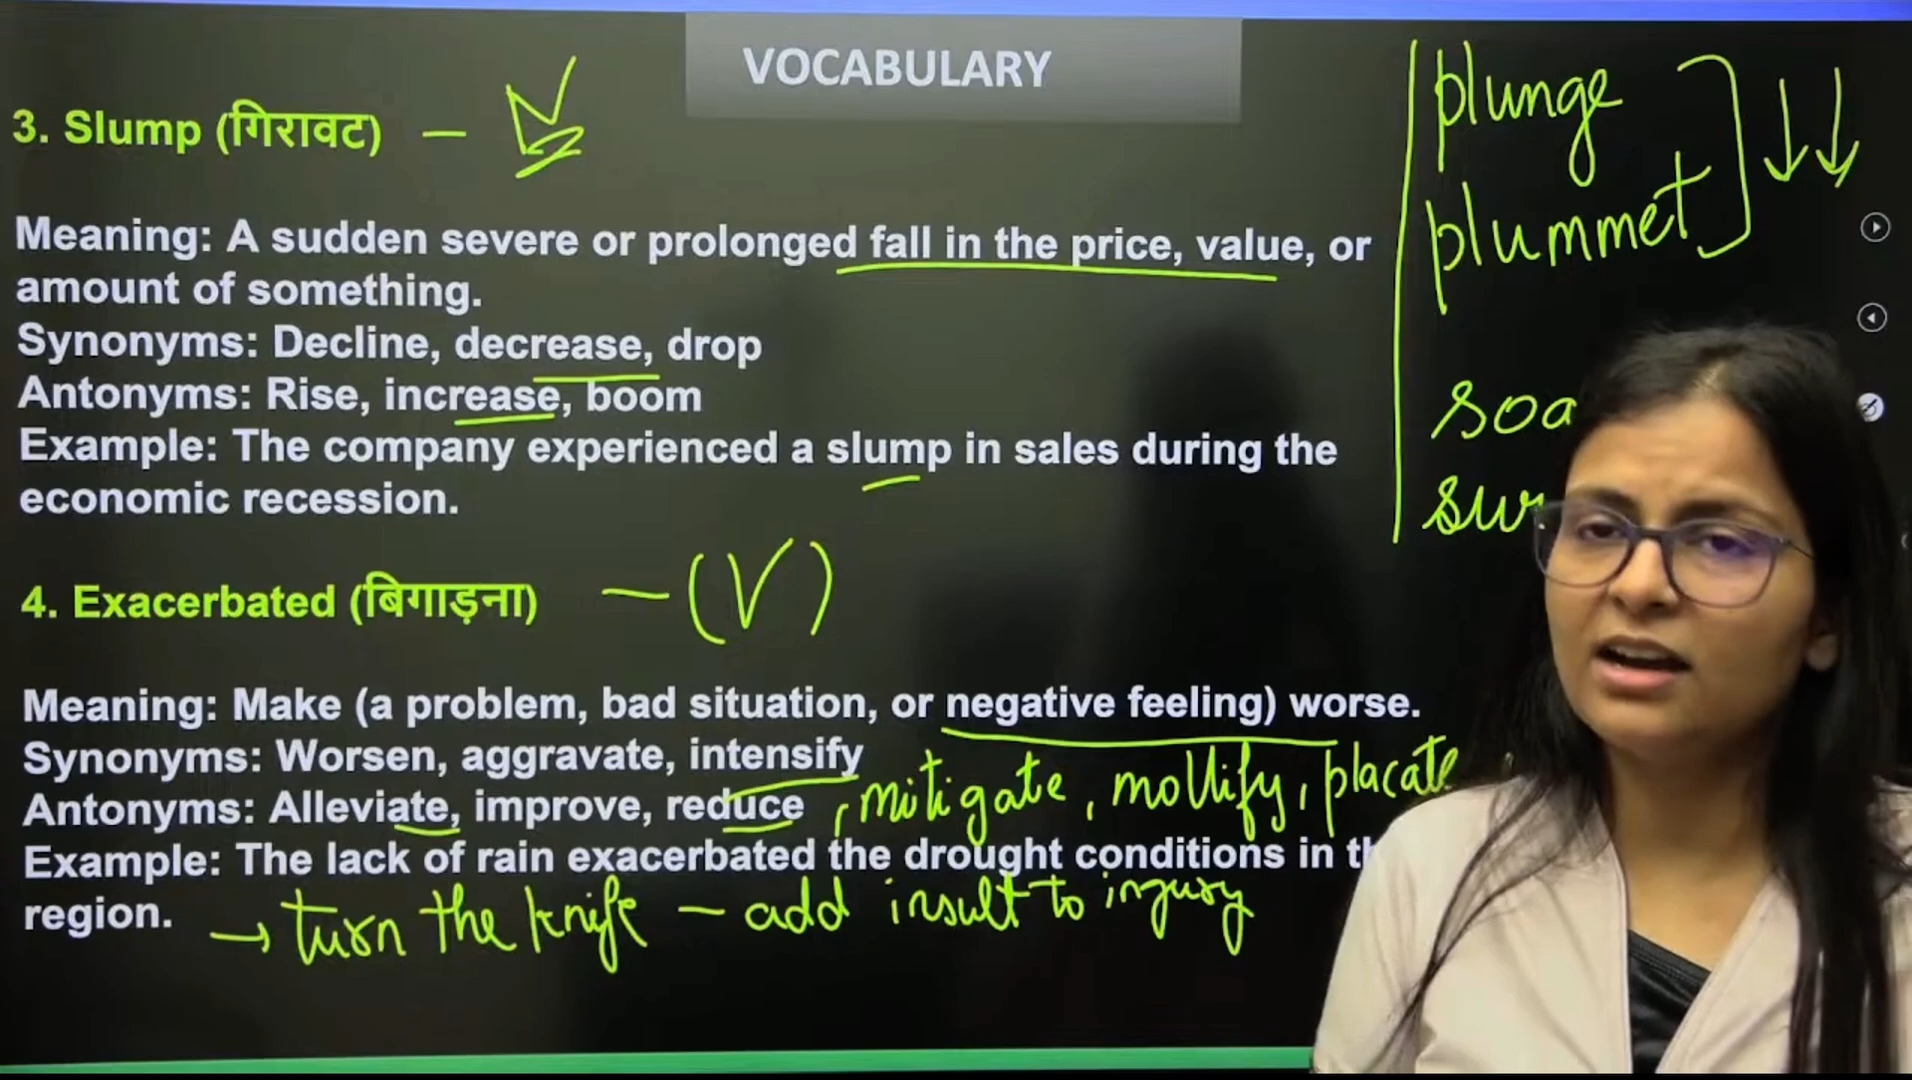 VOCABULARY
3. Slump (गिरावट) —
Meaning: A sudden severe or prolonged fall in the price, value, or
amount of something.
Synonyms: Decline, decrease, drop
Antonyms: Rise, increase, boom
Example: The company experienced a slump in sales during the
economic recession.
plunge
plummet
4. Exacerbated (बिगाड़ना) — (V)
Meaning: Make (a problem, bad situation, or negative feeling) worse.
Synonyms: Worsen, aggravate, intensify
Antonyms: Alleviate, improve, reduce , mitigate, mollify, placate
Example: The lack of rain exacerbated the drought conditions in
region.
→ turn the knife — add insult to injury